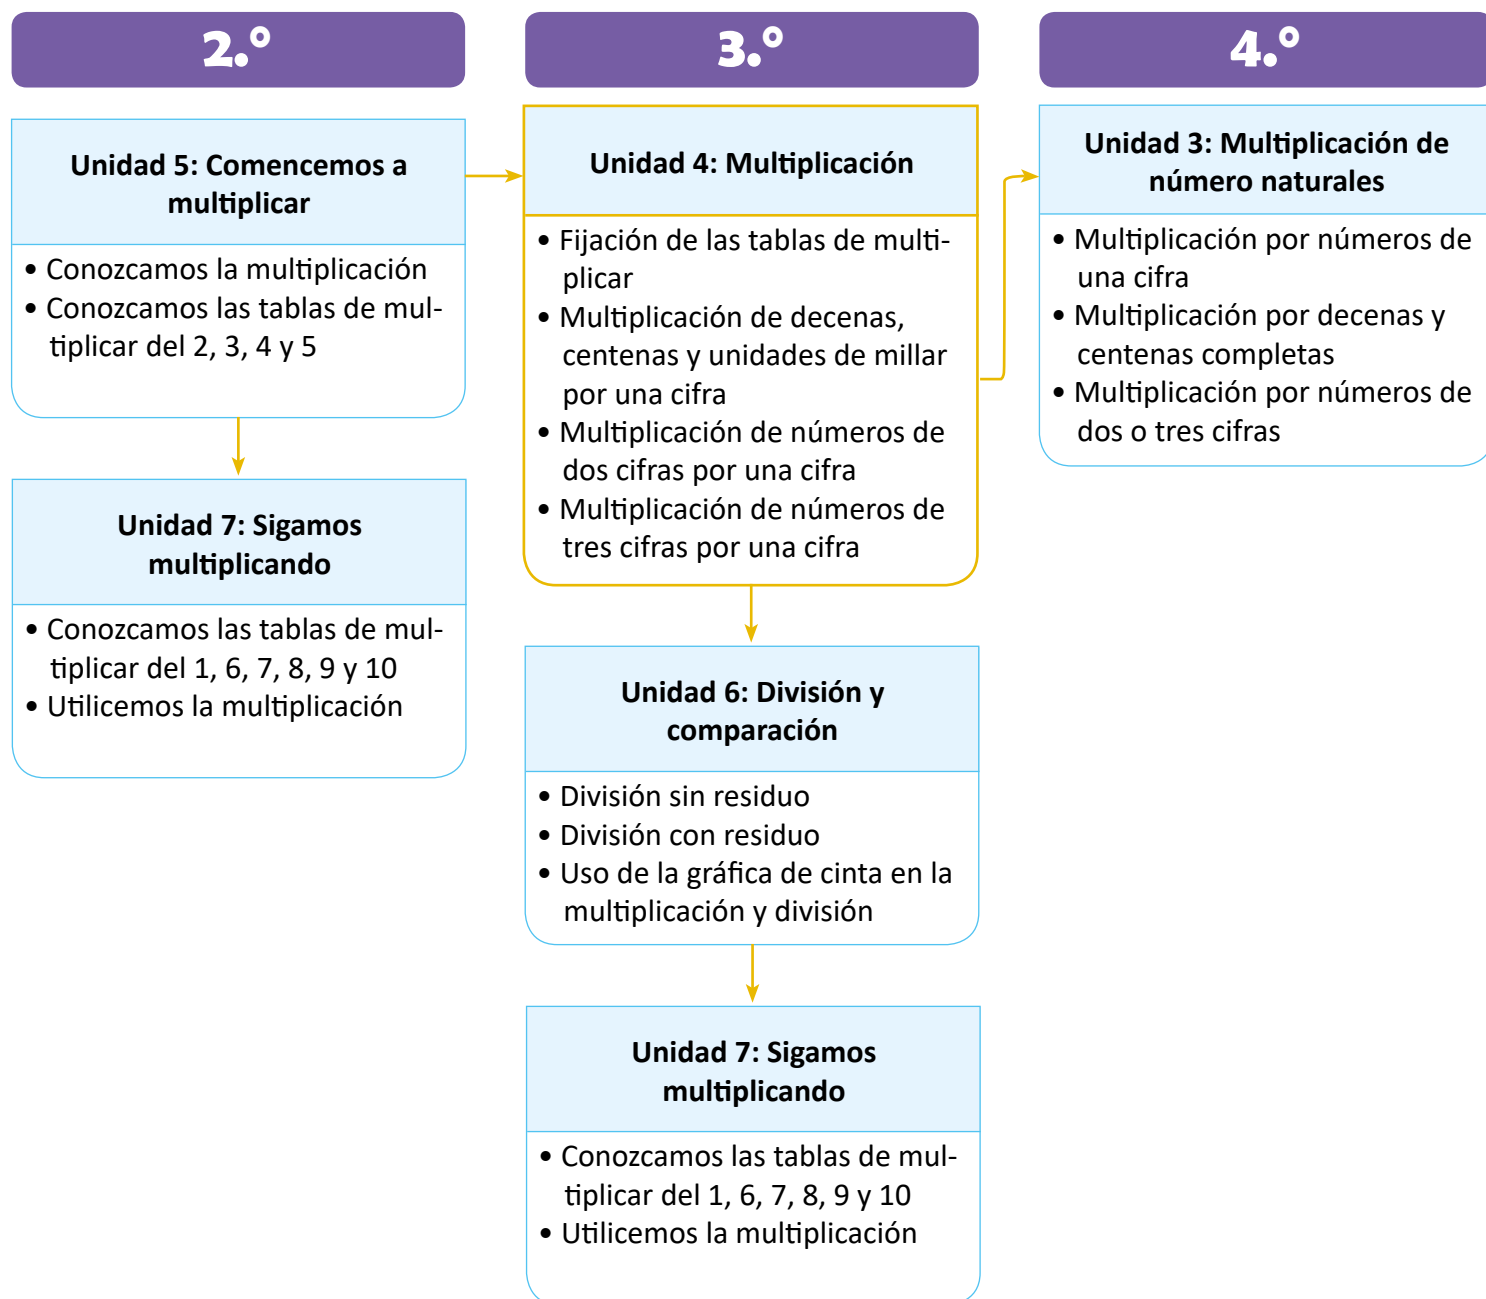 2.º
Unidad 5: Comencemos a
multiplicar
• Conozcamos la multiplicación
• Conozcamos las tablas de mul-
tiplicar del 2, 3, 4 y 5
Unidad 7: Sigamos
multiplicando
• Conozcamos las tablas de mul-
tiplicar del 1, 6, 7, 8, 9 y 10
• Utilicemos la multiplicación
3.º
Unidad 4: Multiplicación
• Fijación de las tablas de multi-
plicar
• Multiplicación de decenas,
centenas y unidades de millar
por una cifra
• Multiplicación de números de
dos cifras por una cifra
• Multiplicación de números de
tres cifras por una cifra
Unidad 6: División y
comparación
• División sin residuo
• División con residuo
• Uso de la gráfica de cinta en la
multiplicación y división
Unidad 7: Sigamos
multiplicando
• Conozcamos las tablas de mul-
tiplicar del 1, 6, 7, 8, 9 y 10
• Utilicemos la multiplicación
4.º
Unidad 3: Multiplicación de
número naturales
• Multiplicación por números de
una cifra
• Multiplicación por decenas y
centenas completas
• Multiplicación por números de
dos o tres cifras